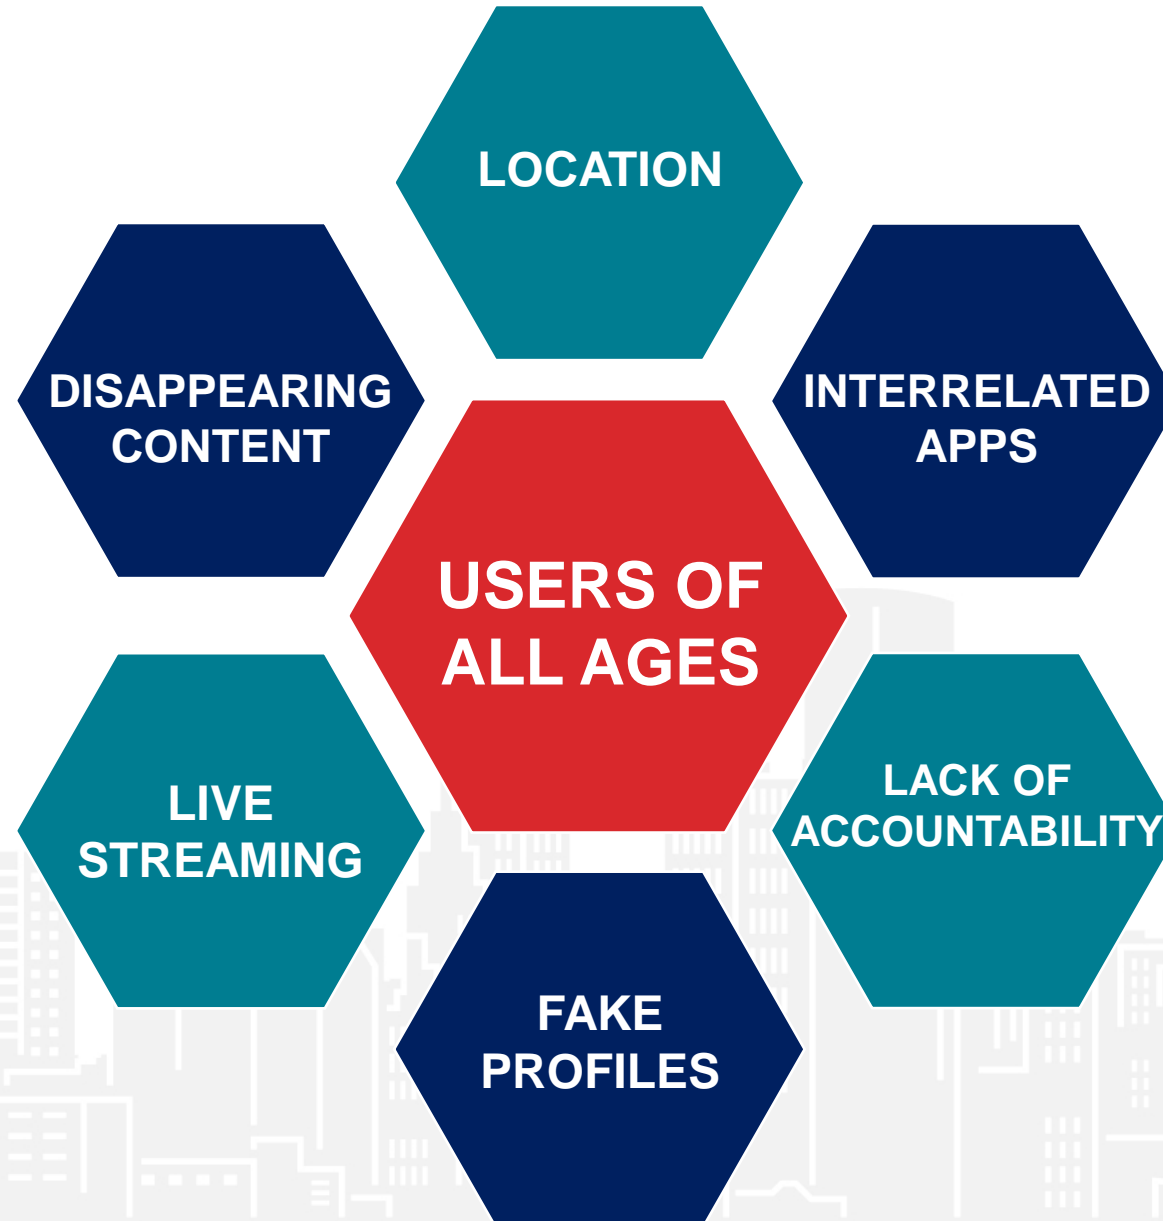 LOCATION
DISAPPEARING
CONTENT
INTERRELATED
APPS
USERS OF
ALL AGES
LIVE
STREAMING
LACK OF
ACCOUNTABILITY
FAKE
PROFILES